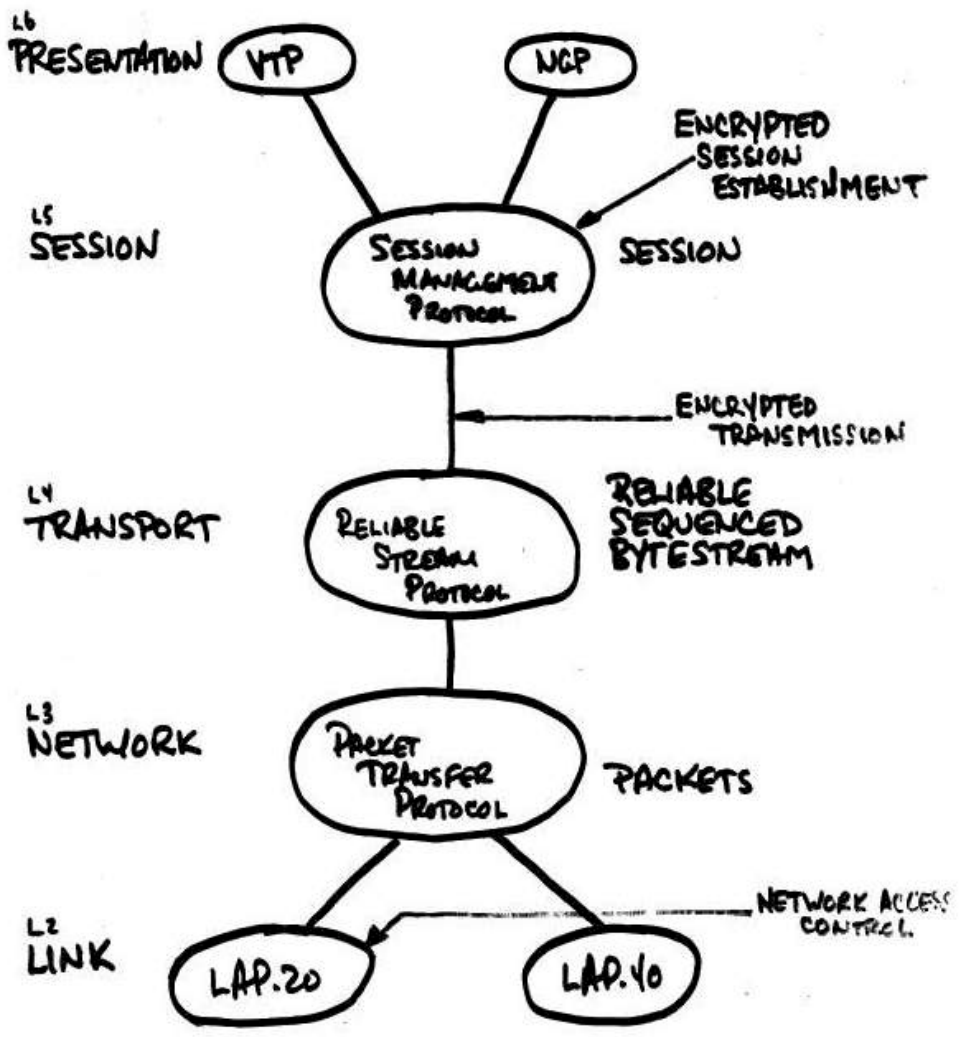 L6
PRESENTATION
VTP
NGP
ENCRYPTED
SESSION
ESTABLISHMENT
L5
SESSION
SESSION
MANAGEMENT
PROTOCOL
SESSION
ENCRYPTED
TRANSMISSION
L4
TRANSPORT
RELIABLE
STREAM
PROTOCOL
RELIABLE
SEQUENCED
BYTESTREAM
L3
NETWORK
PACKET
TRANSFER
PROTOCOL
PACKETS
NETWORK ACCESS
CONTROL
L2
LINK
LAP.20
LAP.40